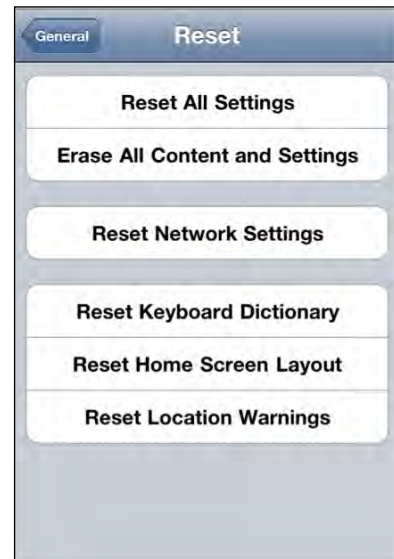 General
Reset
Reset All Settings
Erase All Content and Settings
Reset Network Settings
Reset Keyboard Dictionary
Reset Home Screen Layout
Reset Location Warnings